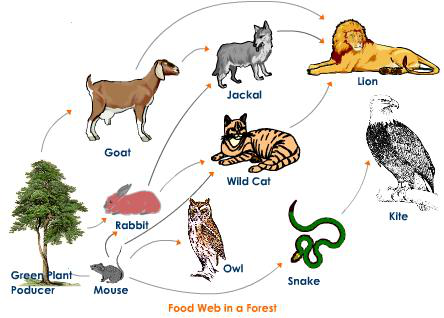 Goat
Jackal
Lion
Wild Cat
Rabbit
Kite
Owl
Snake
Green Plant
Poducer
Mouse
Food Web in a Forest